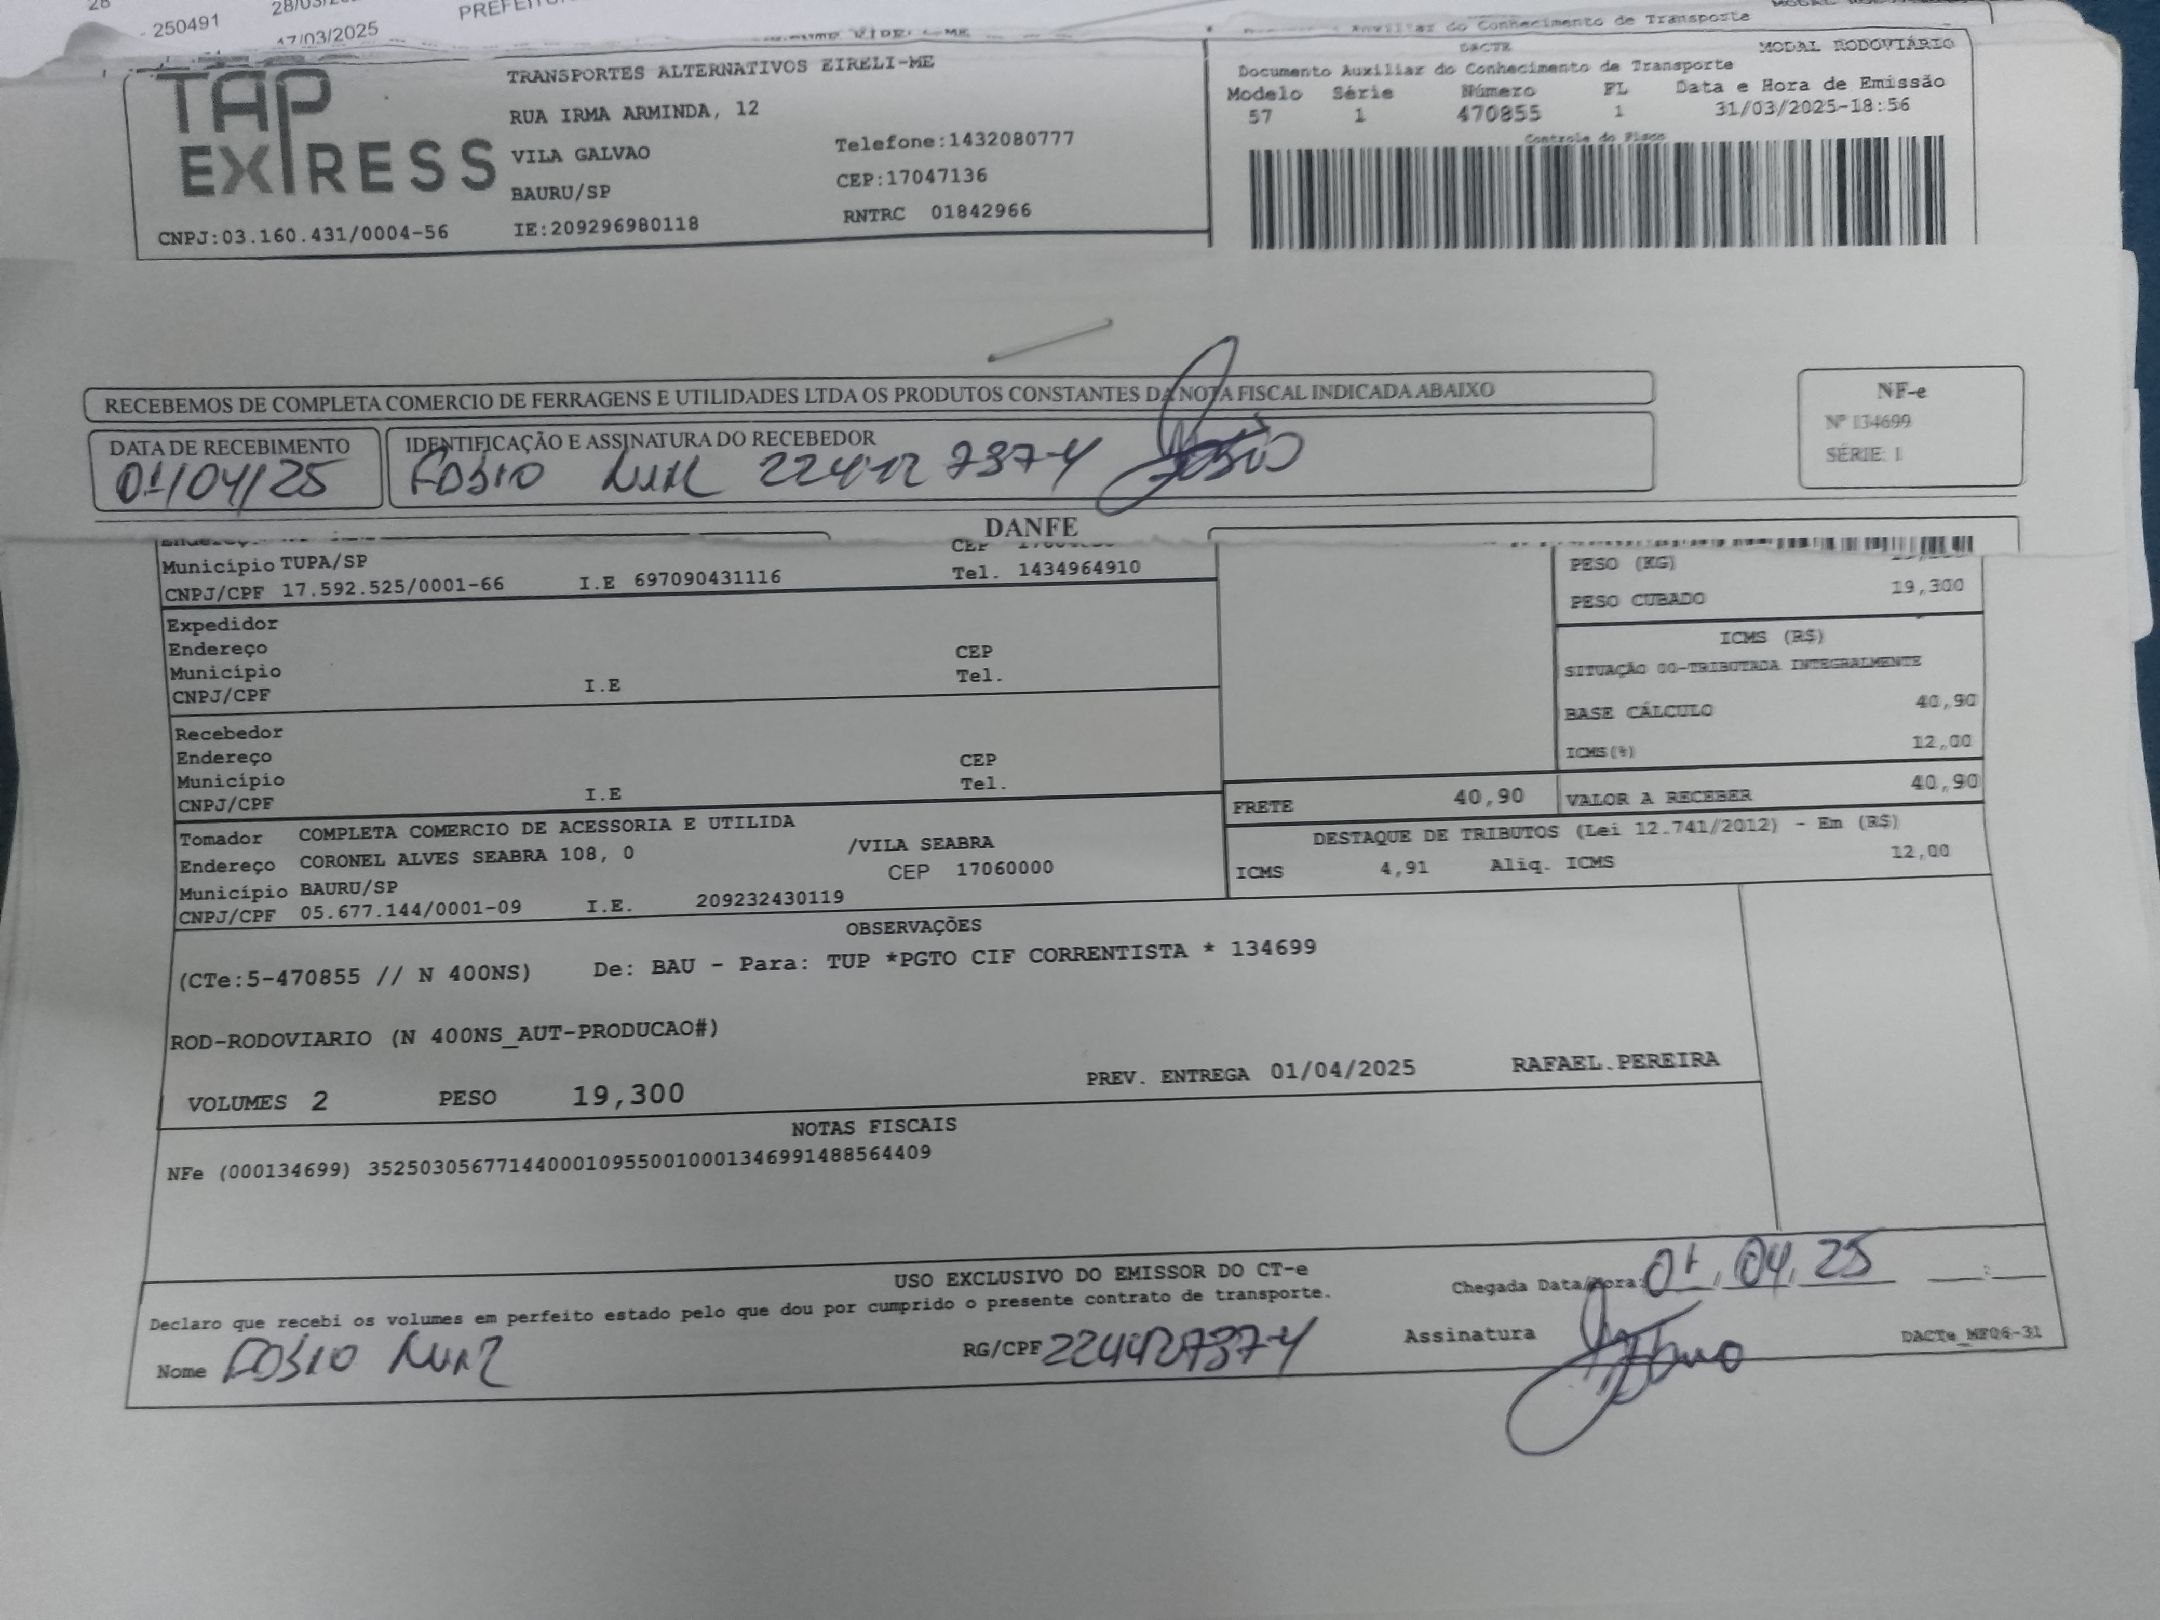 250491
17/03/2025
Auxiliar do Conhecimento de Transporte
TAP EXPRESS
CNPJ:03.160.431/0004-56
TRANSPORTES ALTERNATIVOS EIRELI-ME
RUA IRMA ARMINDA, 12
VILA GALVAO
BAURU/SP
IE:209296980118
Telefone:1432080777
CEP:17047136
RNTRC 01842966
DACTE
MODAL RODOVIÁRIO
Documento Auxiliar do Conhecimento de Transporte
Modelo Série Número FL Data e Hora de Emissão
57 1 470855 1 31/03/2025-18:56
Controle do Fisco
RECEBEMOS DE COMPLETA COMERCIO DE FERRAGENS E UTILIDADES LTDA OS PRODUTOS CONSTANTES DA NOTA FISCAL INDICADA ABAIXO
DATA DE RECEBIMENTO
01/04/25
IDENTIFICAÇÃO E ASSINATURA DO RECEBEDOR
NF-e
Nº 134699
SÉRIE: 1
DANFE
Município TUPA/SP
CEP
CNPJ/CPF 17.592.525/0001-66 I.E 697090431116 Tel. 1434964910
Expedidor
Endereço CEP
Município Tel.
CNPJ/CPF I.E
Recebedor
Endereço CEP
Município Tel.
CNPJ/CPF I.E
Tomador COMPLETA COMERCIO DE ACESSORIA E UTILIDA
Endereço CORONEL ALVES SEABRA 108, 0 /VILA SEABRA
Município BAURU/SP CEP 17060000
CNPJ/CPF 05.677.144/0001-09 I.E. 209232430119
PESO (KG)
PESO CUBADO 19,300
ICMS (R$)
SITUAÇÃO 00-TRIBUTADA INTEGRALMENTE
BASE CÁLCULO 40,90
ICMS(%) 12,00
FRETE 40,90 VALOR A RECEBER 40,90
DESTAQUE DE TRIBUTOS (Lei 12.741/2012) - Em (R$)
ICMS 4,91 Aliq. ICMS 12,00
OBSERVAÇÕES
(CTe:5-470855 // N 400NS) De: BAU - Para: TUP *PGTO CIF CORRENTISTA * 134699
ROD-RODOVIARIO (N 400NS_AUT-PRODUCAO#)
VOLUMES 2 PESO 19,300 PREV. ENTREGA 01/04/2025 RAFAEL.PEREIRA
NOTAS FISCAIS
NFe (000134699) 35250305677144000109550010001346991488564409
USO EXCLUSIVO DO EMISSOR DO CT-e
Declaro que recebi os volumes em perfeito estado pelo que dou por cumprido o presente contrato de transporte.
Chegada Data/Hora: 01,04,25
Nome
RG/CPF
Assinatura
DACTe_MF06-31